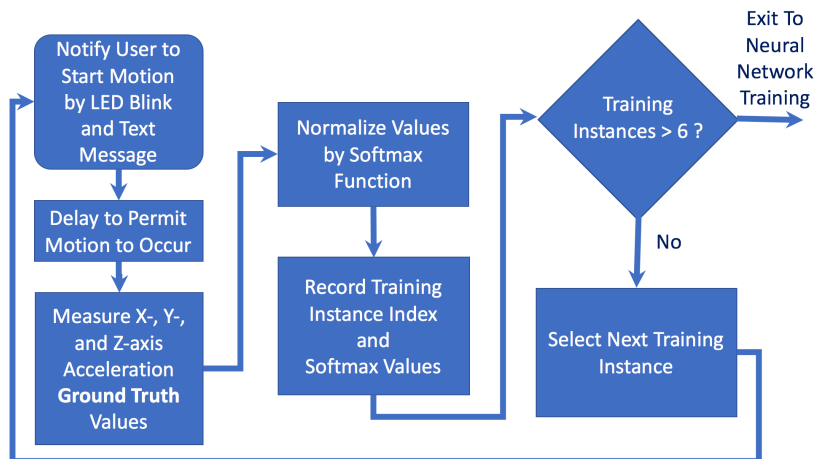 Notify User to
Start Motion
by LED Blink
and Text
Message
Delay to Permit
Motion to Occur
Measure X-, Y-,
and Z-axis
Acceleration
Ground Truth
Values
Normalize Values
by Softmax
Function
Record Training
Instance Index
and
Softmax Values
Training
Instances > 6 ?
Exit To
Neural
Network
Training
No
Select Next Training
Instance